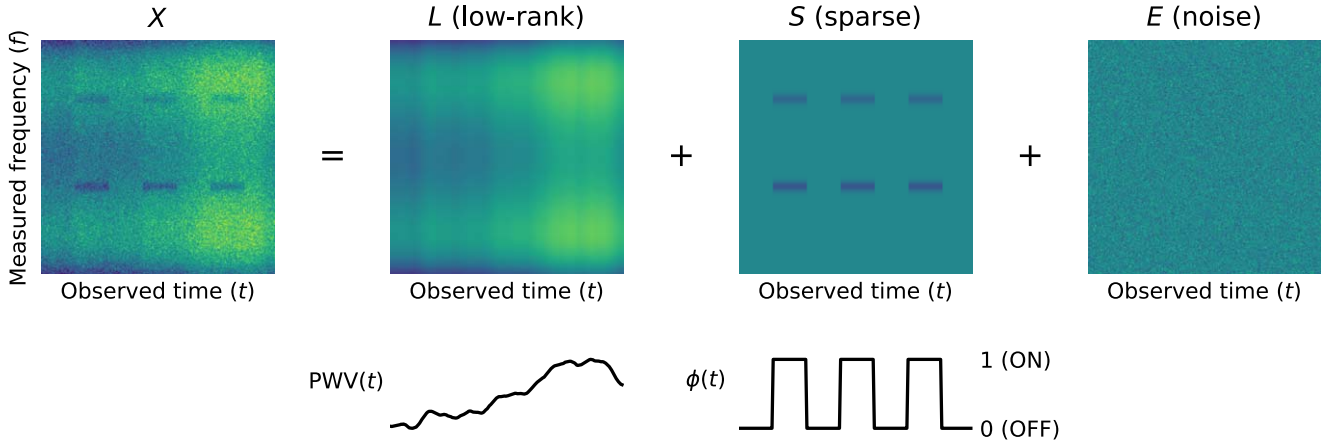 X
L (low-rank)
S (sparse)
E (noise)
Measured frequency (f)
=
+
+
Observed time (t)
Observed time (t)
Observed time (t)
Observed time (t)
PWV(t)
ϕ(t)
1 (ON)
0 (OFF)